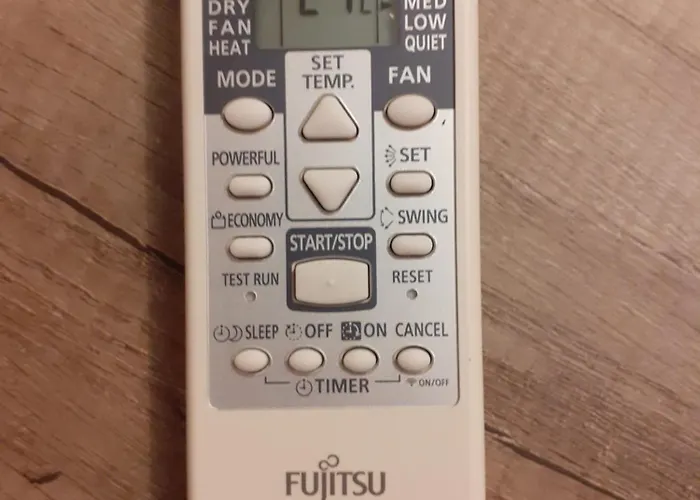 DRY
FAN
HEAT
MED
LOW
QUIET
MODE
SET
TEMP.
FAN
POWERFUL
SET
ECONOMY
SWING
START/STOP
TEST RUN
RESET
SLEEP
OFF
ON
CANCEL
TIMER
ON/OFF
FUJITSU